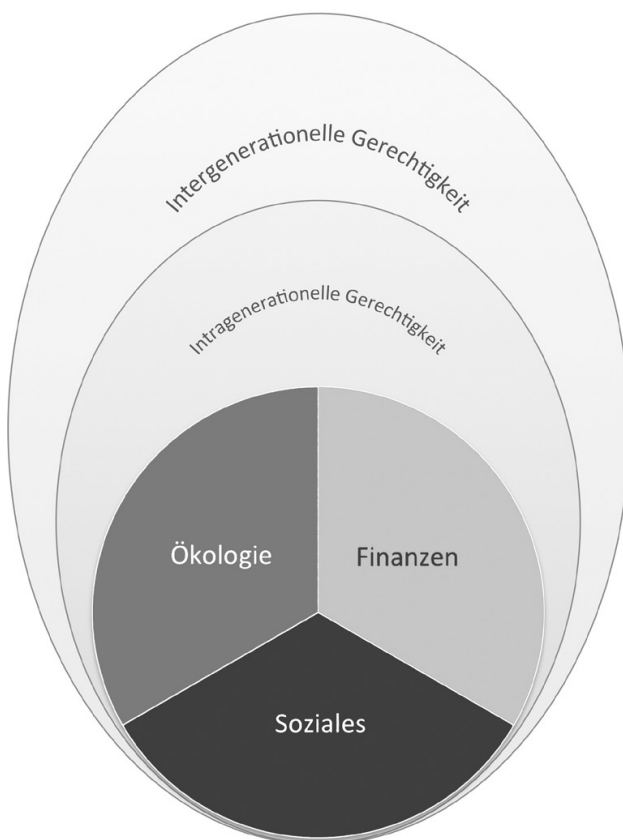 Intergenerationelle Gerechtigkeit
Intragenerationelle Gerechtigkeit
Ökologie
Finanzen
Soziales